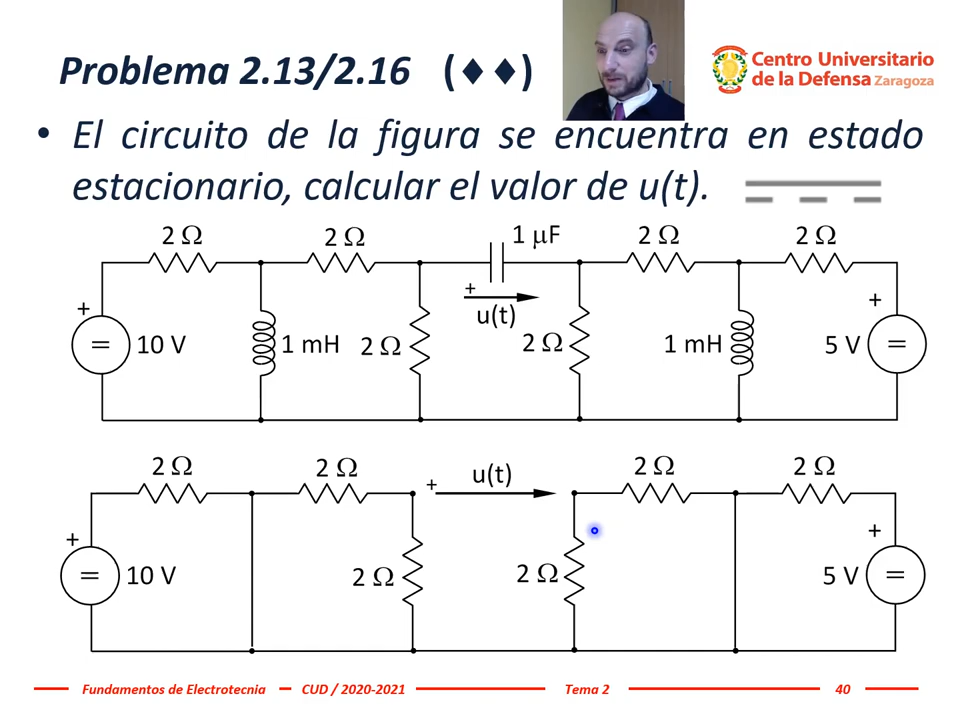 Problema 2.13/2.16 (♦♦)
Centro Universitario
de la Defensa Zaragoza
• El circuito de la figura se encuentra en estado
estacionario, calcular el valor de u(t).
2 Ω 2 Ω 1 μF 2 Ω 2 Ω
+ + +
u(t)
= 10 V 1 mH 2 Ω 2 Ω 1 mH 5 V =
2 Ω 2 Ω u(t) 2 Ω 2 Ω
+ + +
= 10 V 2 Ω 2 Ω 5 V =
Fundamentos de Electrotecnia CUD / 2020-2021 Tema 2 40